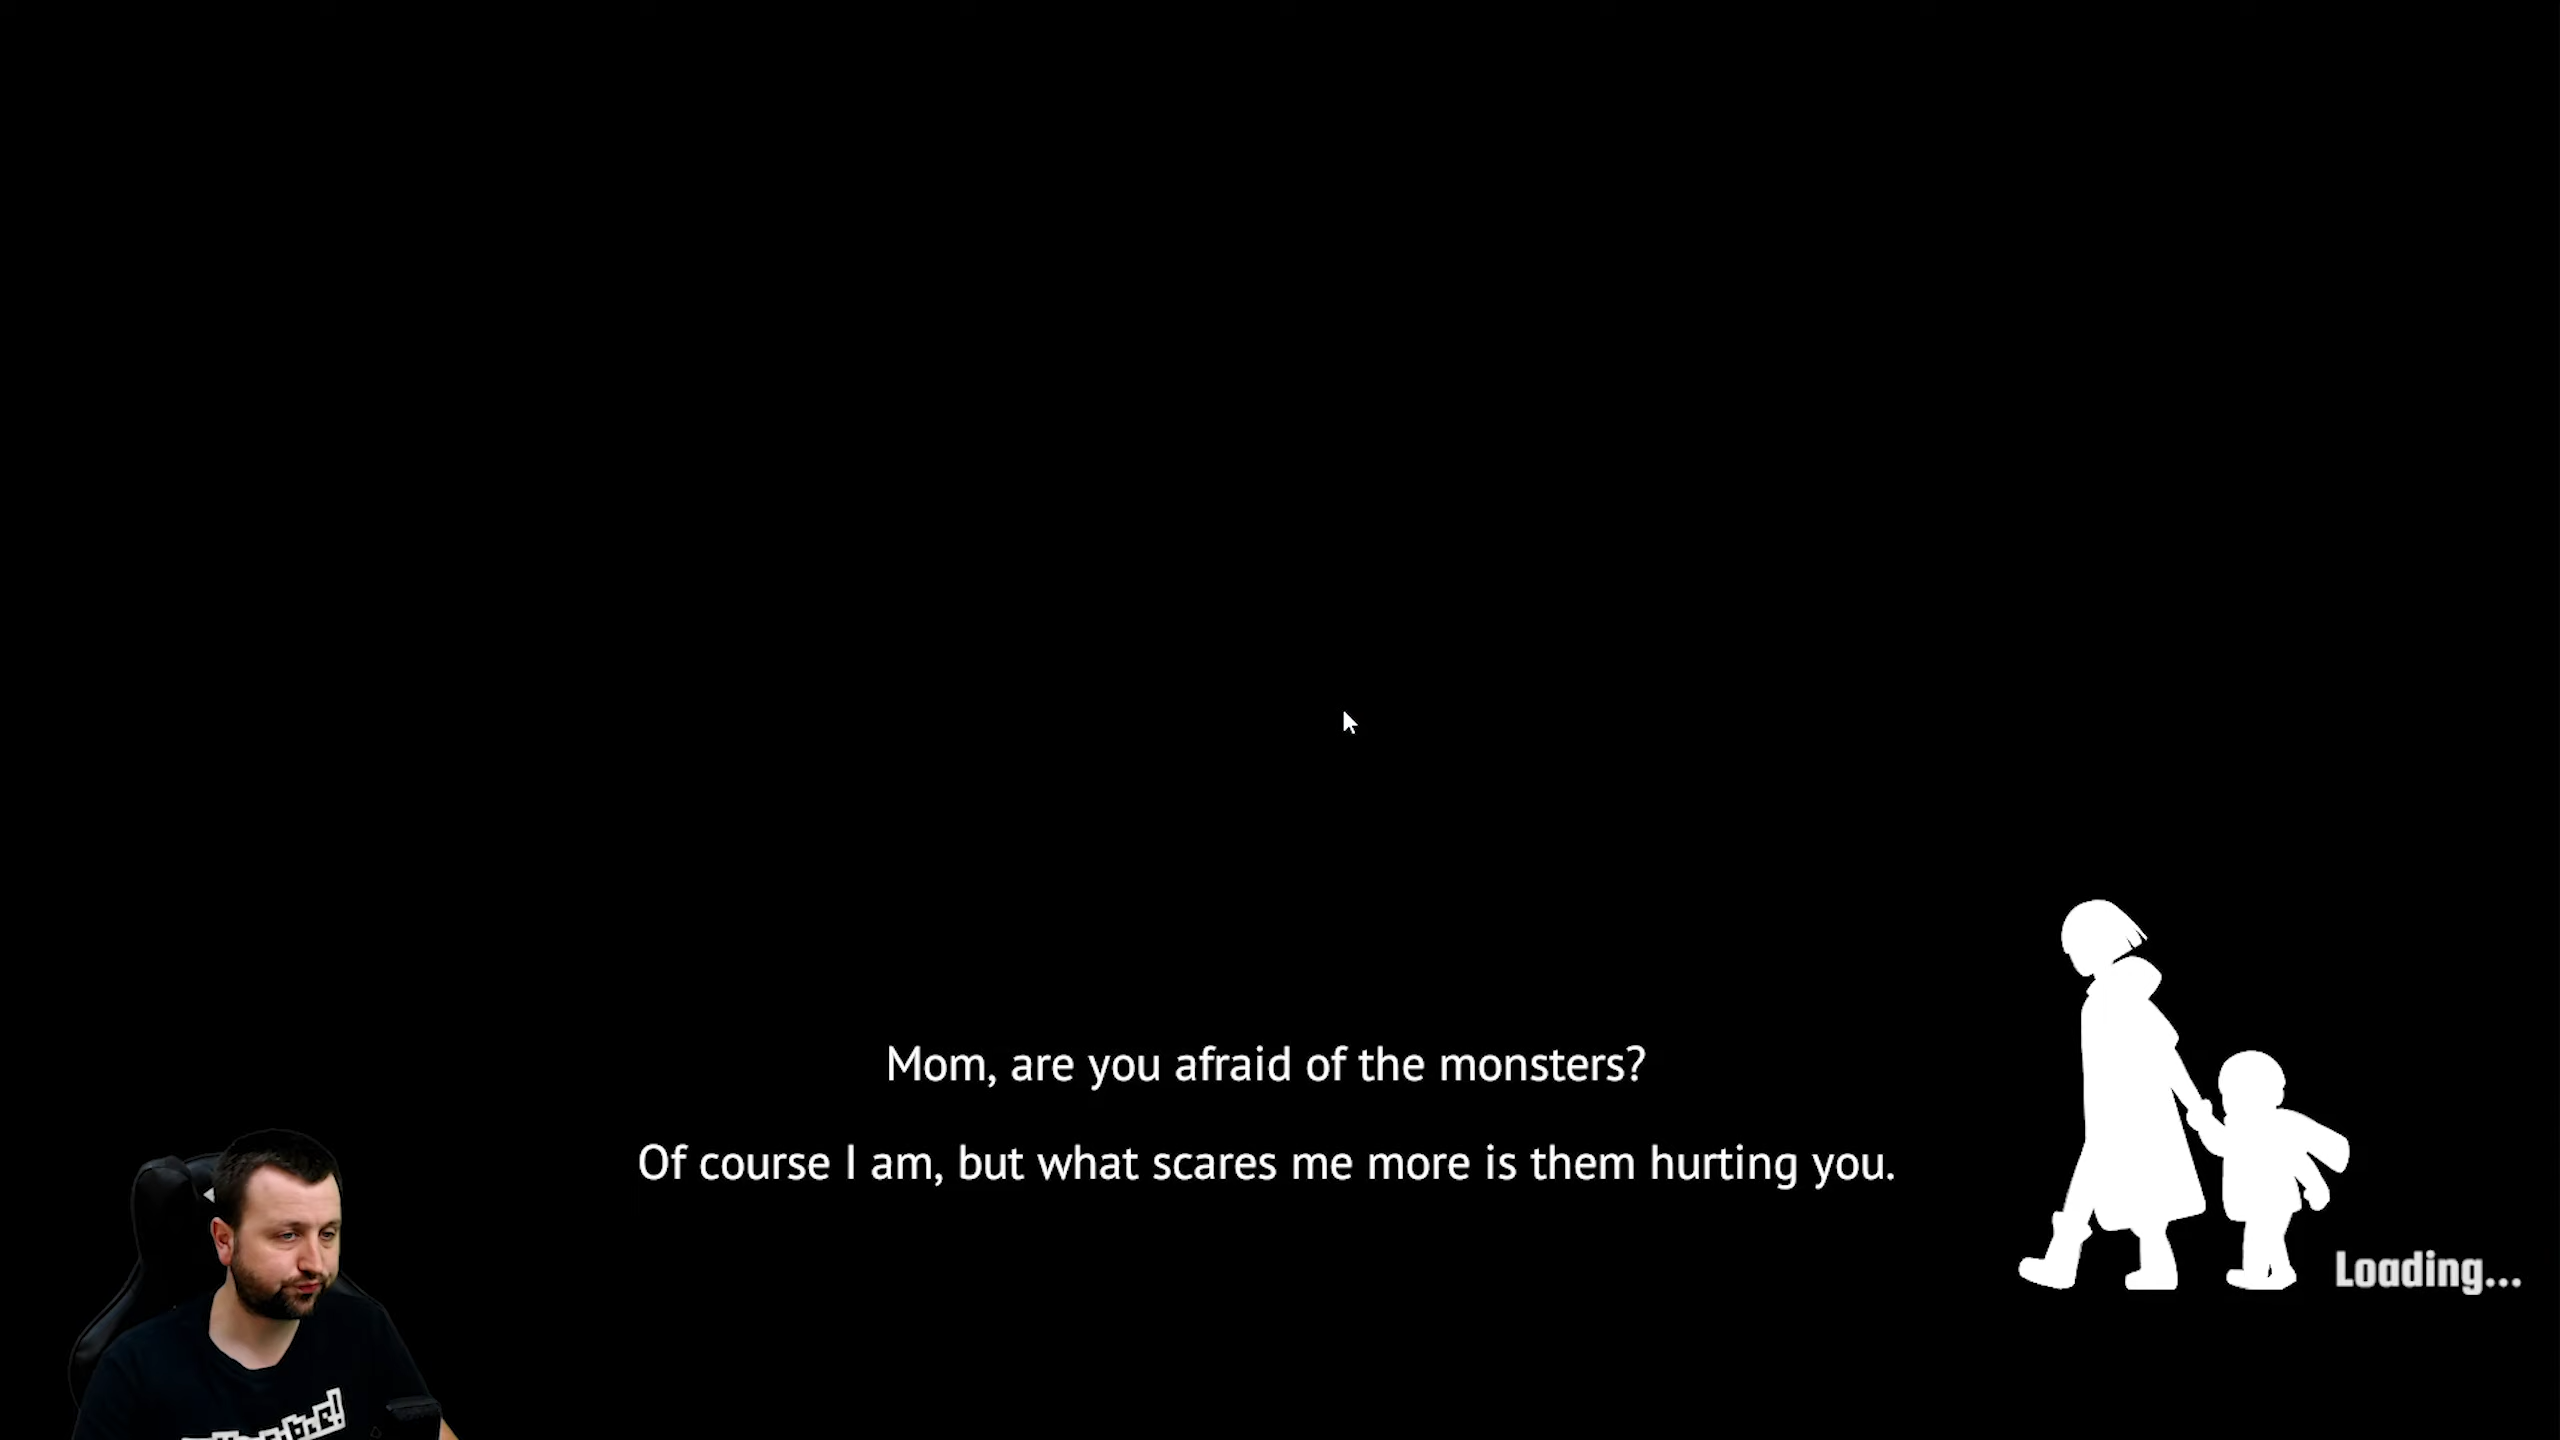 Mom, are you afraid of the monsters?
Of course I am, but what scares me more is them hurting you.
Loading...